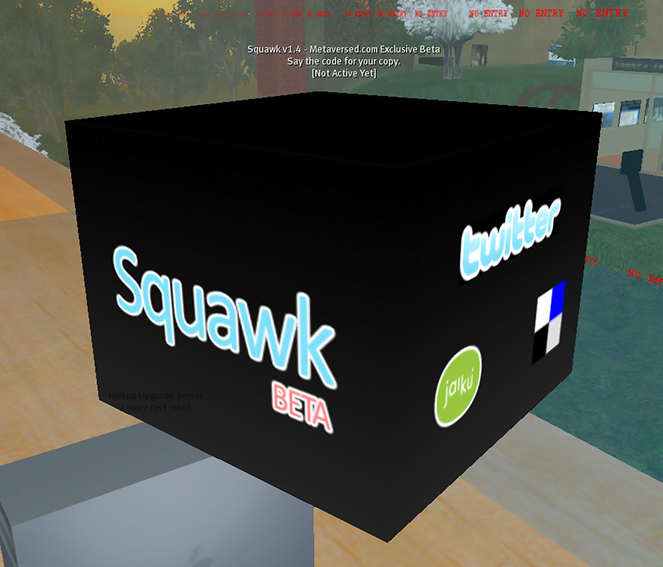 NO ENTRY NO ENTRY NO ENTRY
Squawk v1.4 - Metaversed.com Exclusive Beta
Say the code for your copy.
[Not Active Yet]
twitter
Squawk
BETA
jaiku